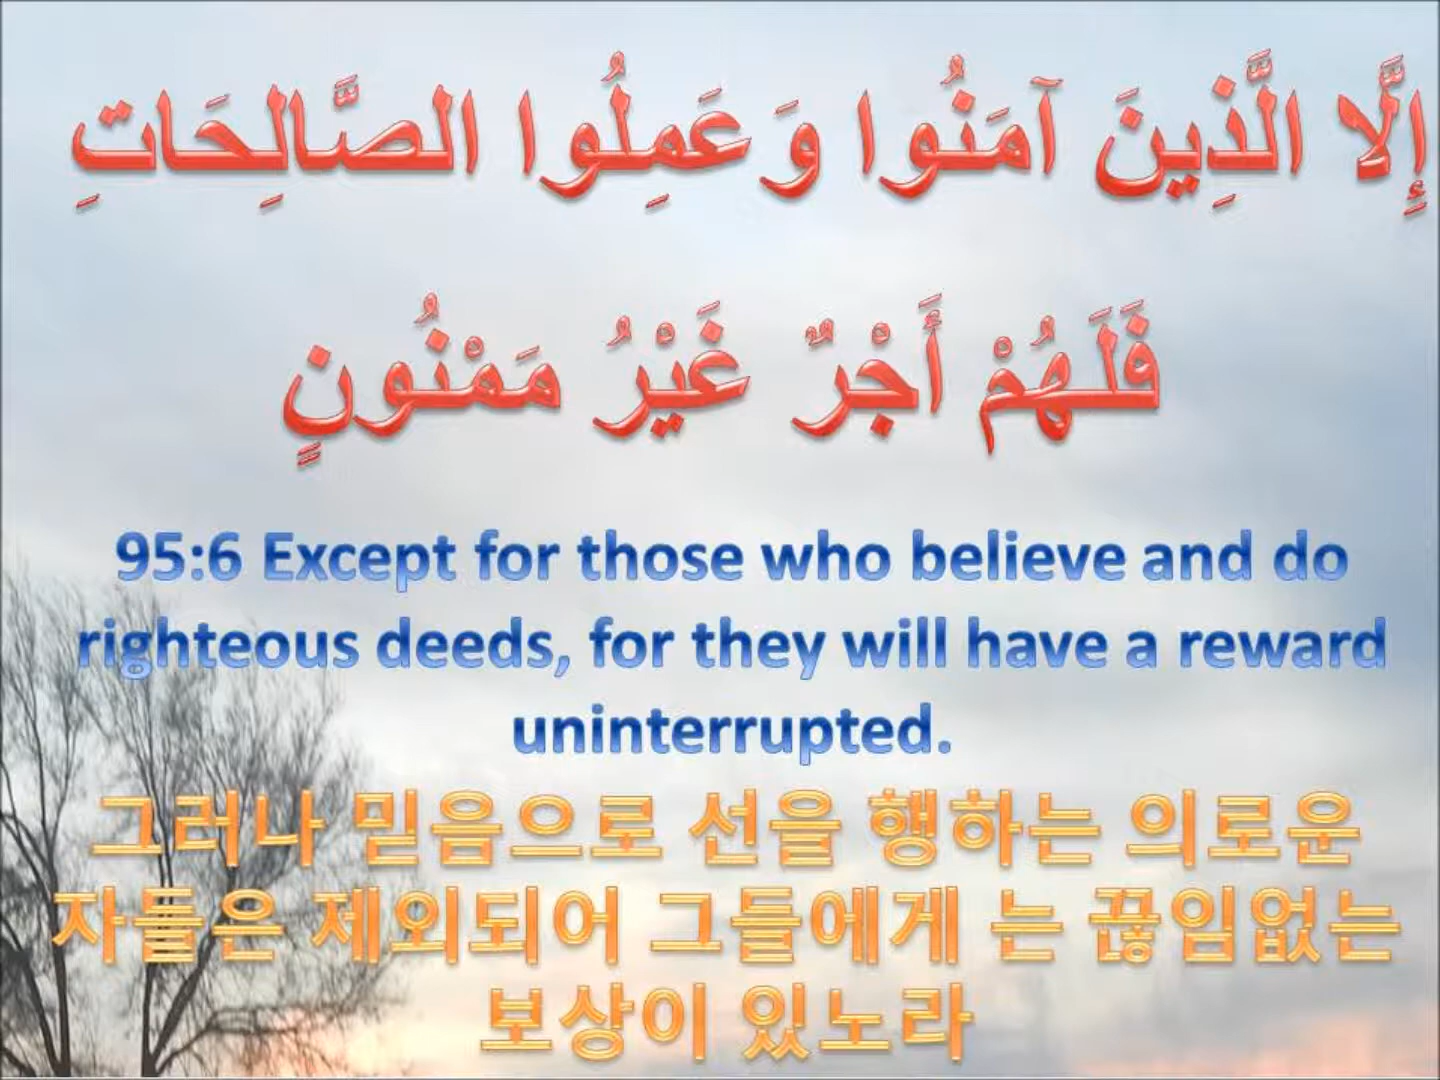 إِلَّا الَّذِينَ آمَنُوا وَعَمِلُوا الصَّالِحَاتِ
فَلَهُمْ أَجْرٌ غَيْرُ مَمْنُونٍ
95:6 Except for those who believe and do
righteous deeds, for they will have a reward
uninterrupted.
그러나 믿음으로 선을 행하는 의로운
자들은 제외되어 그들에게 는 끊임없는
보상이 있노라